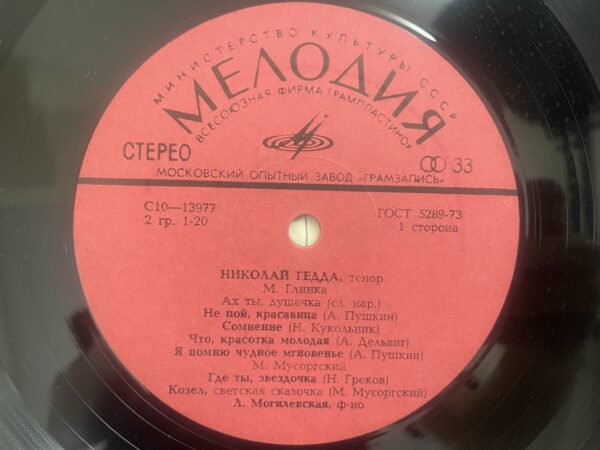 МИНИСТЕРСТВО КУЛЬТУРЫ СССР
МЕЛОДИЯ
ВСЕСОЮЗНАЯ ФИРМА ГРАМПЛАСТИНОК
СТЕРЕО
33
МОСКОВСКИЙ ОПЫТНЫЙ ЗАВОД „ГРАМЗАПИСЬ"
С10—13977
ГОСТ 5289-73
2 гр. 1-20
1 сторона
НИКОЛАЙ ГЕДДА, тенор
М. Глинка
Ах ты, душечка (сл. нар.)
Не пой, красавица (А. Пушкин)
Сомнение (Н. Кукольник)
Что, красотка молодая (А. Дельвиг)
Я помню чудное мгновенье (А. Пушкин)
М. Мусоргский
Где ты, звездочка (Н. Греков)
Козел, светская сказочка (М. Мусоргский)
Л. Могилевская, ф-но